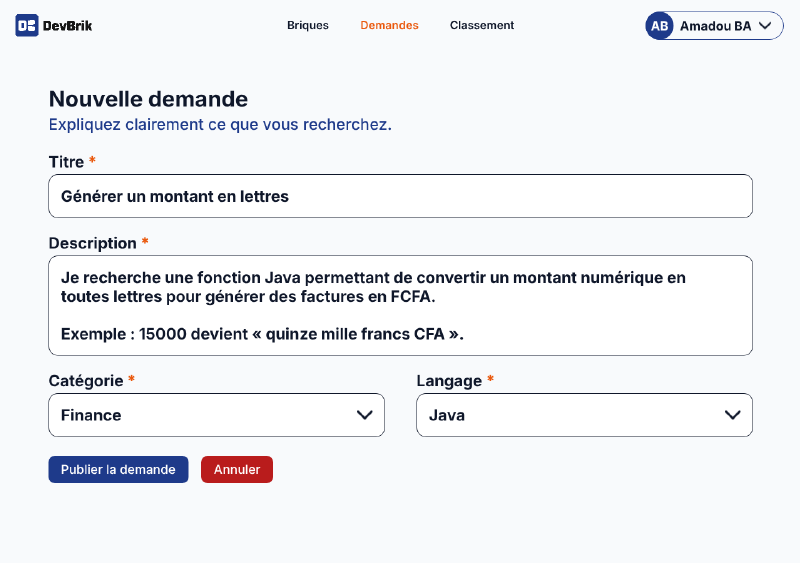 DevBrik
Briques
Demandes
Classement
AB
Amadou BA
Nouvelle demande
Expliquez clairement ce que vous recherchez.
Titre *
Générer un montant en lettres
Description *
Je recherche une fonction Java permettant de convertir un montant numérique en
toutes lettres pour générer des factures en FCFA.
Exemple : 15000 devient « quinze mille francs CFA ».
Catégorie *
Langage *
Finance
Java
Publier la demande
Annuler